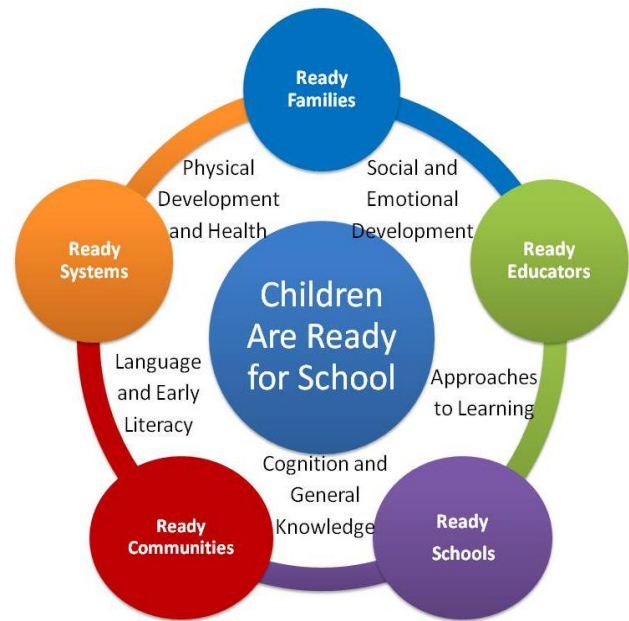 Ready
Families
Physical
Development
and Health
Social and
Emotional
Development
Ready
Systems
Ready
Educators
Children
Are Ready
for School
Language
and Early
Literacy
Approaches
to Learning
Cognition and
General
Knowledge
Ready
Communities
Ready
Schools